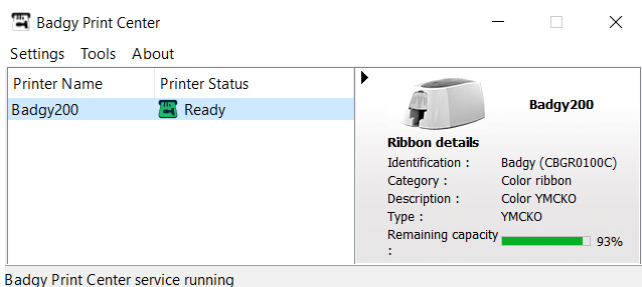 Badgy Print Center
Settings Tools About
Printer Name Printer Status
Badgy200 Ready
Badgy200
Ribbon details
Identification : Badgy (CBGR0100C)
Category : Color ribbon
Description : Color YMCKO
Type : YMCKO
Remaining capacity
: 93%
Badgy Print Center service running